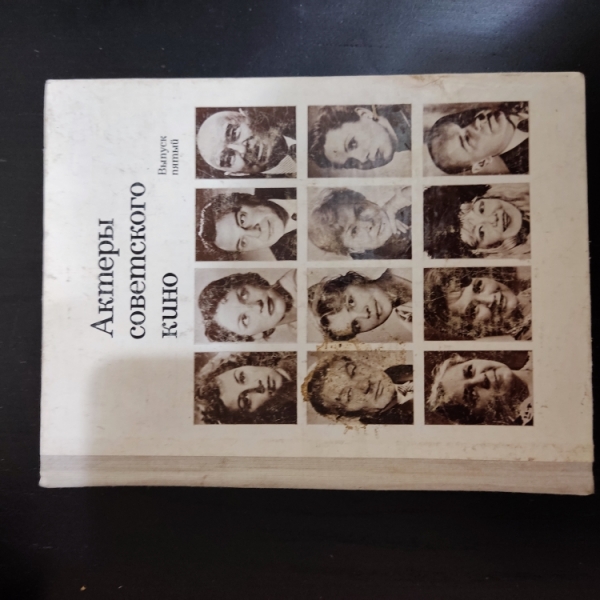 Актеры
советского
кино
Выпуск
пятый